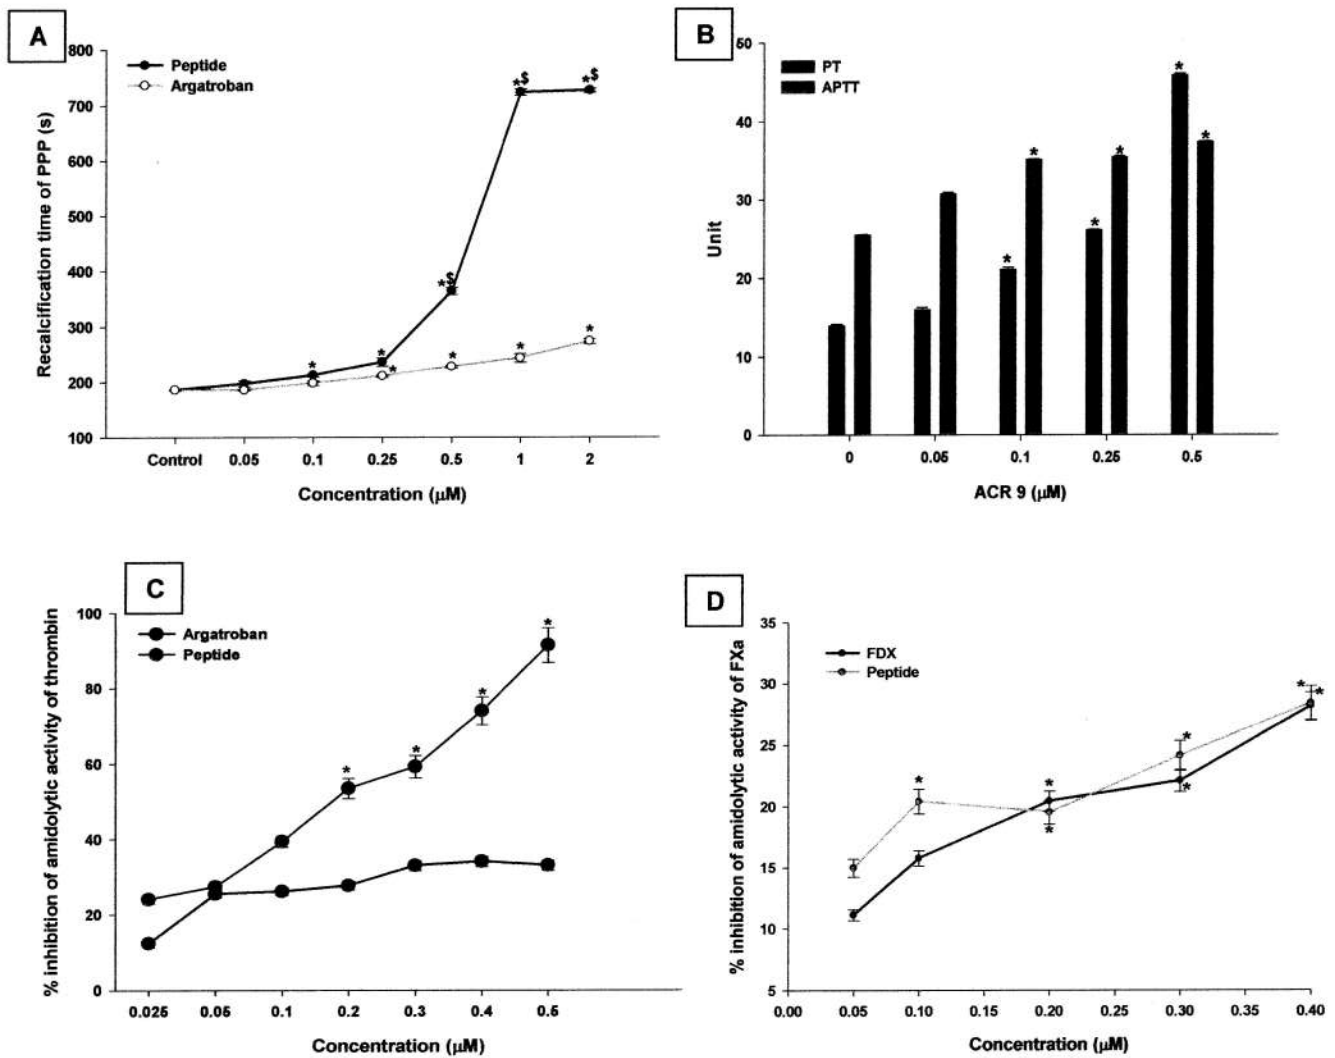 A
Recalcification time of PPP (s)
800
700
600
500
400
300
200
100
Peptide
Argatroban
*$
*$
*$
*
*
*
*
*
*
*
Control 0.05 0.1 0.25 0.5 1 2
Concentration (μM)
B
Unit
50
40
30
20
10
0
PT
APTT
*
*
*
*
*
*
0 0.05 0.1 0.25 0.5
ACR 9 (μM)
C
% inhibition of amidolytic activity of thrombin
100
80
60
40
20
0
Argatroban
Peptide
*
*
*
*
0.025 0.05 0.1 0.2 0.3 0.4 0.5
Concentration (μM)
D
% inhibition of amidolytic activity of FXa
35
30
25
20
15
10
5
FDX
Peptide
*
*
*
*
*
* *
0.00 0.05 0.10 0.15 0.20 0.25 0.30 0.35 0.40
Concentration (μM)